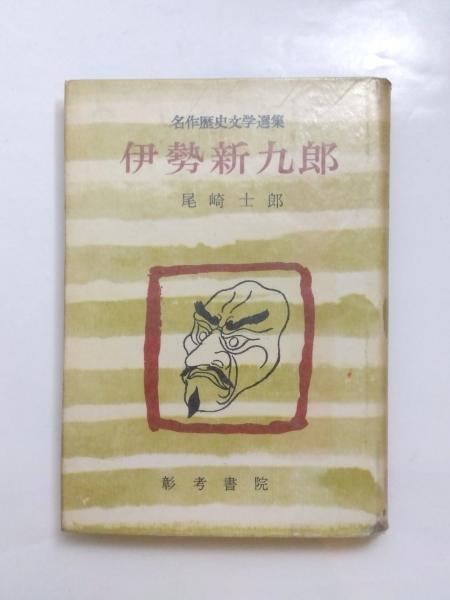 名作歴史文学選集
伊勢新九郎
尾崎士郎
彰考書院